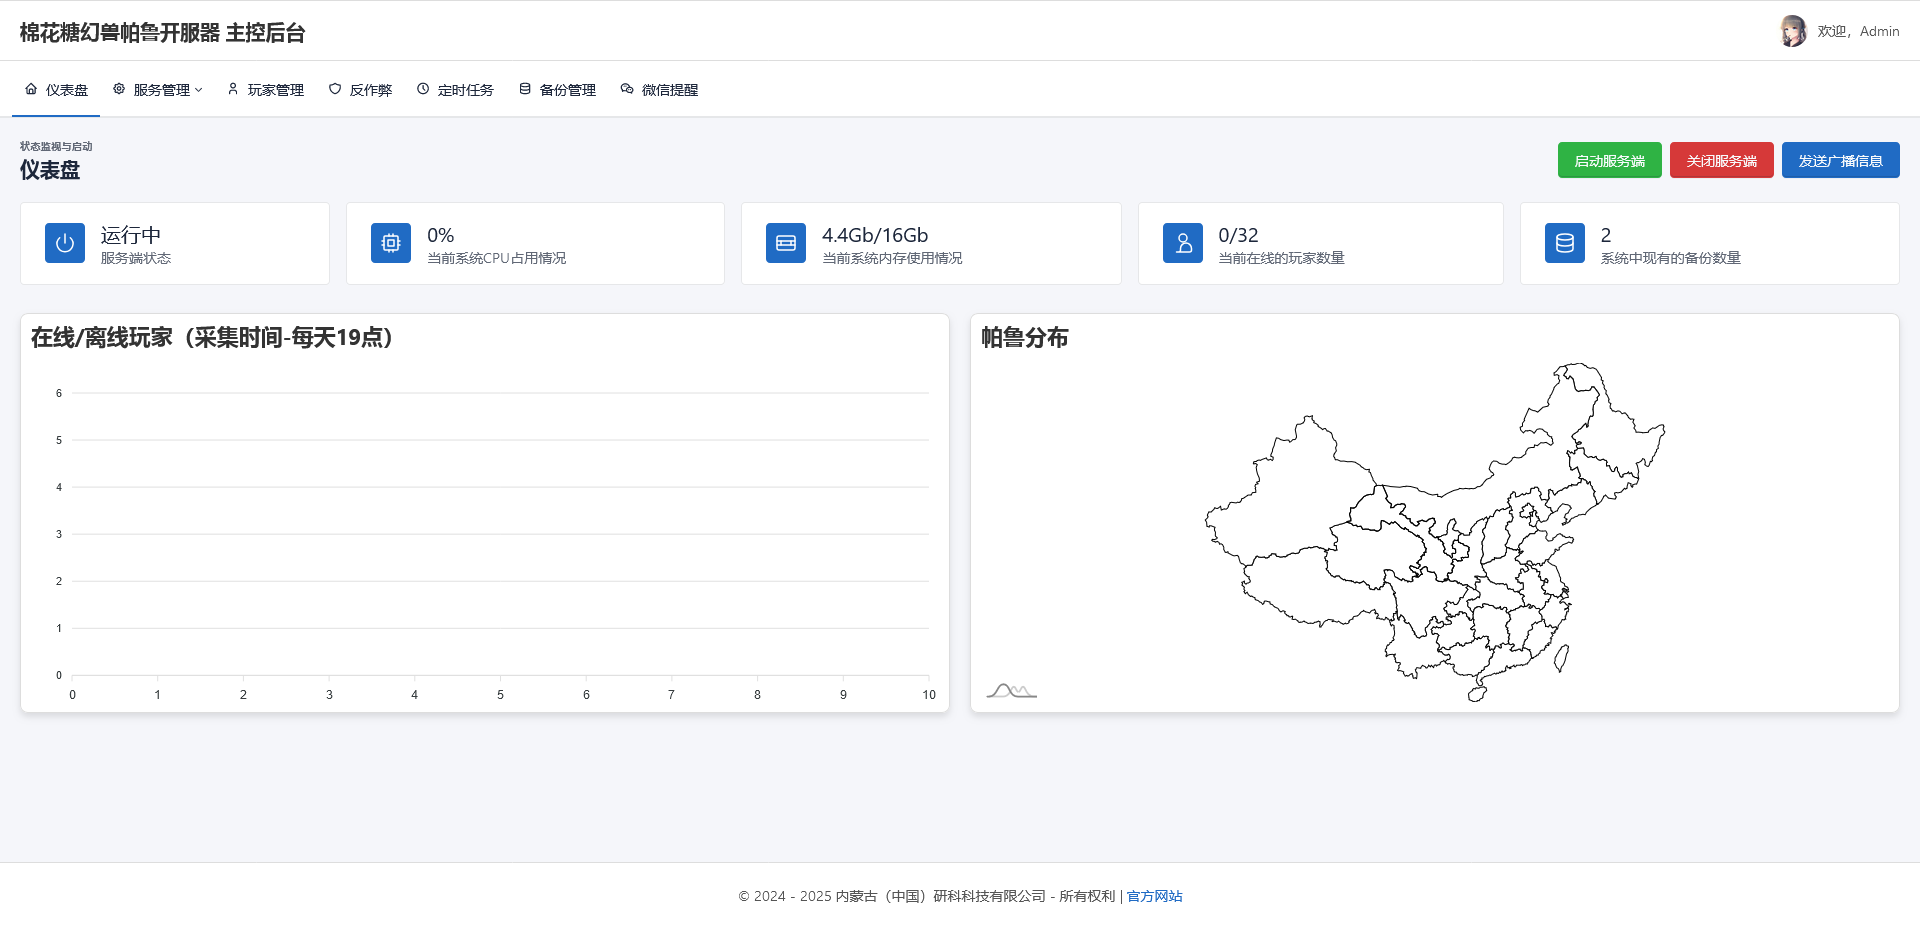 棉花糖幻兽帕鲁开服器 主控后台
欢迎，Admin
仪表盘 服务管理 玩家管理 反作弊 定时任务 备份管理 微信提醒
状态监视与启动
仪表盘
启动服务端 关闭服务端 发送广播信息
运行中
服务端状态
0%
当前系统CPU占用情况
4.4Gb/16Gb
当前系统内存使用情况
0/32
当前在线的玩家数量
2
系统中现有的备份数量
在线/离线玩家（采集时间-每天19点）
6
5
4
3
2
1
0
0 1 2 3 4 5 6 7 8 9 10
帕鲁分布
© 2024 - 2025 内蒙古（中国）研科科技有限公司 - 所有权利 | 官方网站